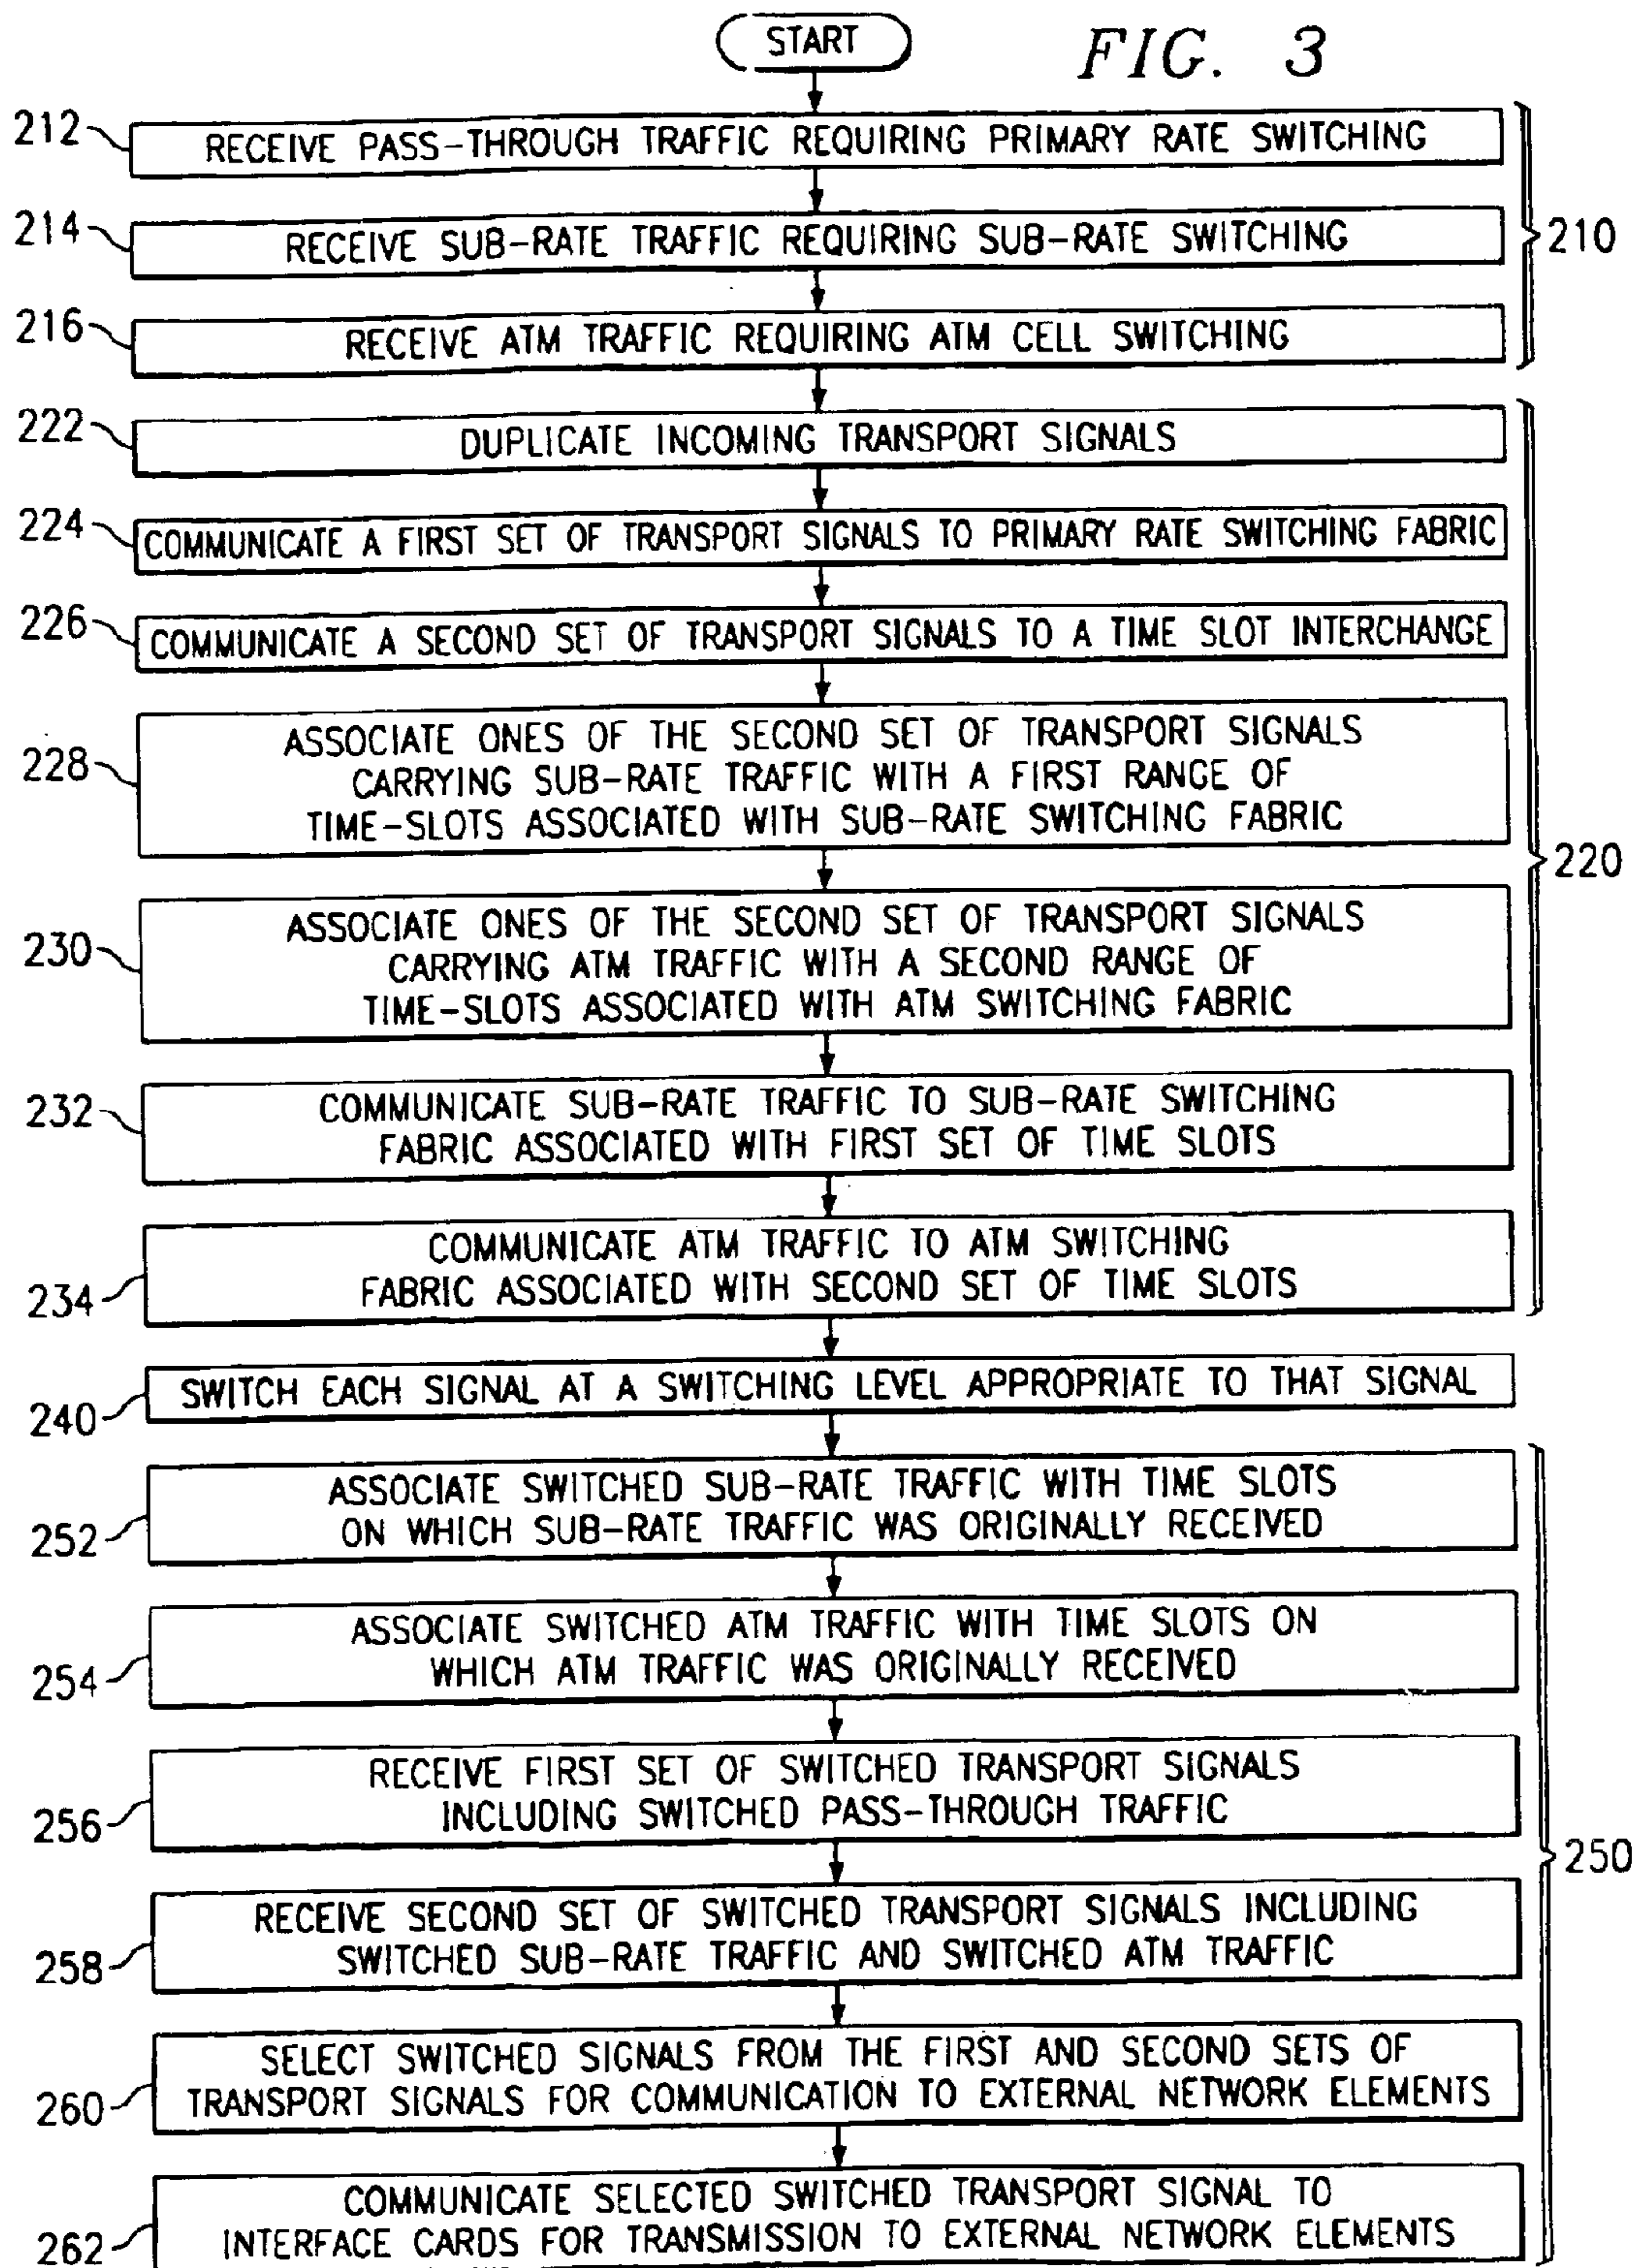 START
FIG. 3
212
RECEIVE PASS-THROUGH TRAFFIC REQUIRING PRIMARY RATE SWITCHING
214
RECEIVE SUB-RATE TRAFFIC REQUIRING SUB-RATE SWITCHING
210
216
RECEIVE ATM TRAFFIC REQUIRING ATM CELL SWITCHING
222
DUPLICATE INCOMING TRANSPORT SIGNALS
224
COMMUNICATE A FIRST SET OF TRANSPORT SIGNALS TO PRIMARY RATE SWITCHING FABRIC
226
COMMUNICATE A SECOND SET OF TRANSPORT SIGNALS TO A TIME SLOT INTERCHANGE
228
ASSOCIATE ONES OF THE SECOND SET OF TRANSPORT SIGNALS
CARRYING SUB-RATE TRAFFIC WITH A FIRST RANGE OF
TIME-SLOTS ASSOCIATED WITH SUB-RATE SWITCHING FABRIC
220
230
ASSOCIATE ONES OF THE SECOND SET OF TRANSPORT SIGNALS
CARRYING ATM TRAFFIC WITH A SECOND RANGE OF
TIME-SLOTS ASSOCIATED WITH ATM SWITCHING FABRIC
232
COMMUNICATE SUB-RATE TRAFFIC TO SUB-RATE SWITCHING
FABRIC ASSOCIATED WITH FIRST SET OF TIME SLOTS
234
COMMUNICATE ATM TRAFFIC TO ATM SWITCHING
FABRIC ASSOCIATED WITH SECOND SET OF TIME SLOTS
240
SWITCH EACH SIGNAL AT A SWITCHING LEVEL APPROPRIATE TO THAT SIGNAL
252
ASSOCIATE SWITCHED SUB-RATE TRAFFIC WITH TIME SLOTS
ON WHICH SUB-RATE TRAFFIC WAS ORIGINALLY RECEIVED
254
ASSOCIATE SWITCHED ATM TRAFFIC WITH TIME SLOTS ON
WHICH ATM TRAFFIC WAS ORIGINALLY RECEIVED
256
RECEIVE FIRST SET OF SWITCHED TRANSPORT SIGNALS
INCLUDING SWITCHED PASS-THROUGH TRAFFIC
250
258
RECEIVE SECOND SET OF SWITCHED TRANSPORT SIGNALS INCLUDING
SWITCHED SUB-RATE TRAFFIC AND SWITCHED ATM TRAFFIC
260
SELECT SWITCHED SIGNALS FROM THE FIRST AND SECOND SETS OF
TRANSPORT SIGNALS FOR COMMUNICATION TO EXTERNAL NETWORK ELEMENTS
262
COMMUNICATE SELECTED SWITCHED TRANSPORT SIGNAL TO
INTERFACE CARDS FOR TRANSMISSION TO EXTERNAL NETWORK ELEMENTS